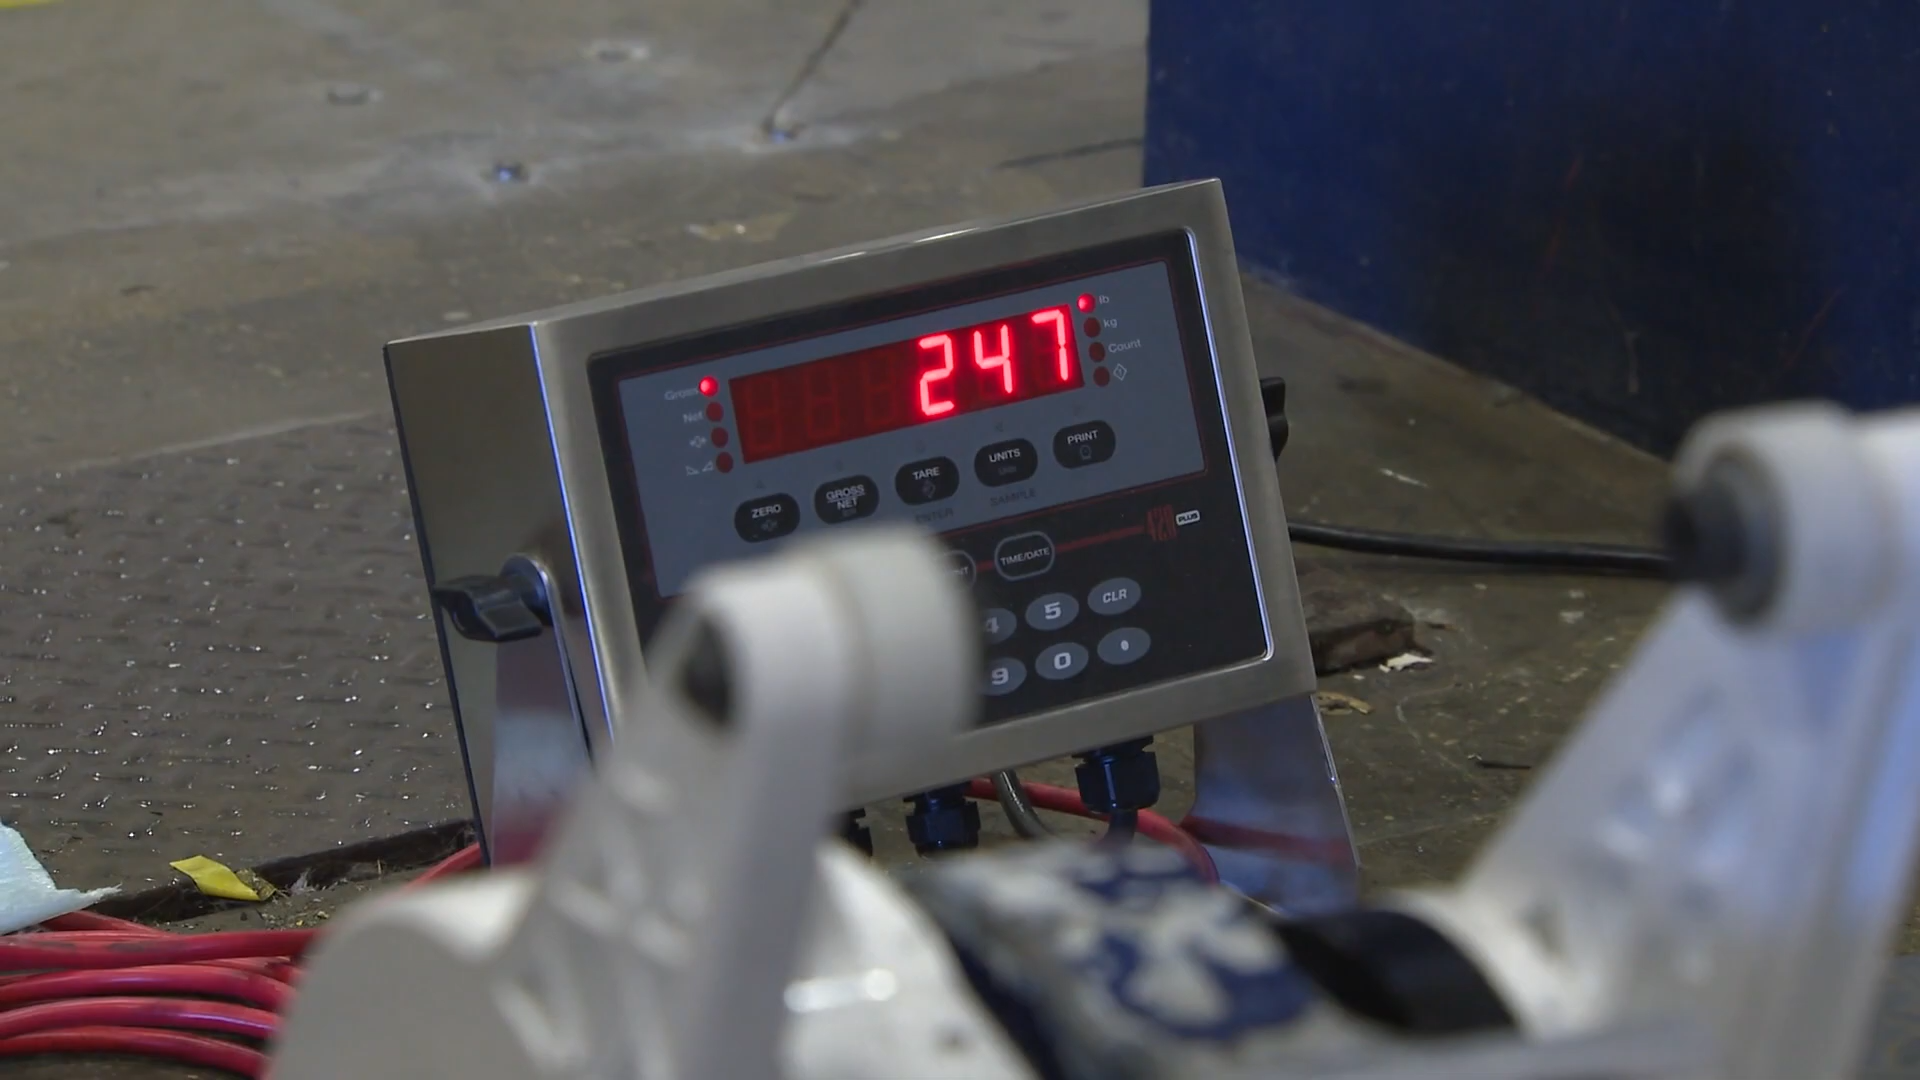 247
lb
kg
Count
Gross
Net
ZERO
GROSS
NET
TARE
UNITS
PRINT
ENTER
SAMPLE
TIME/DATE
420 PLUS
4 5 CLR
9 0 .